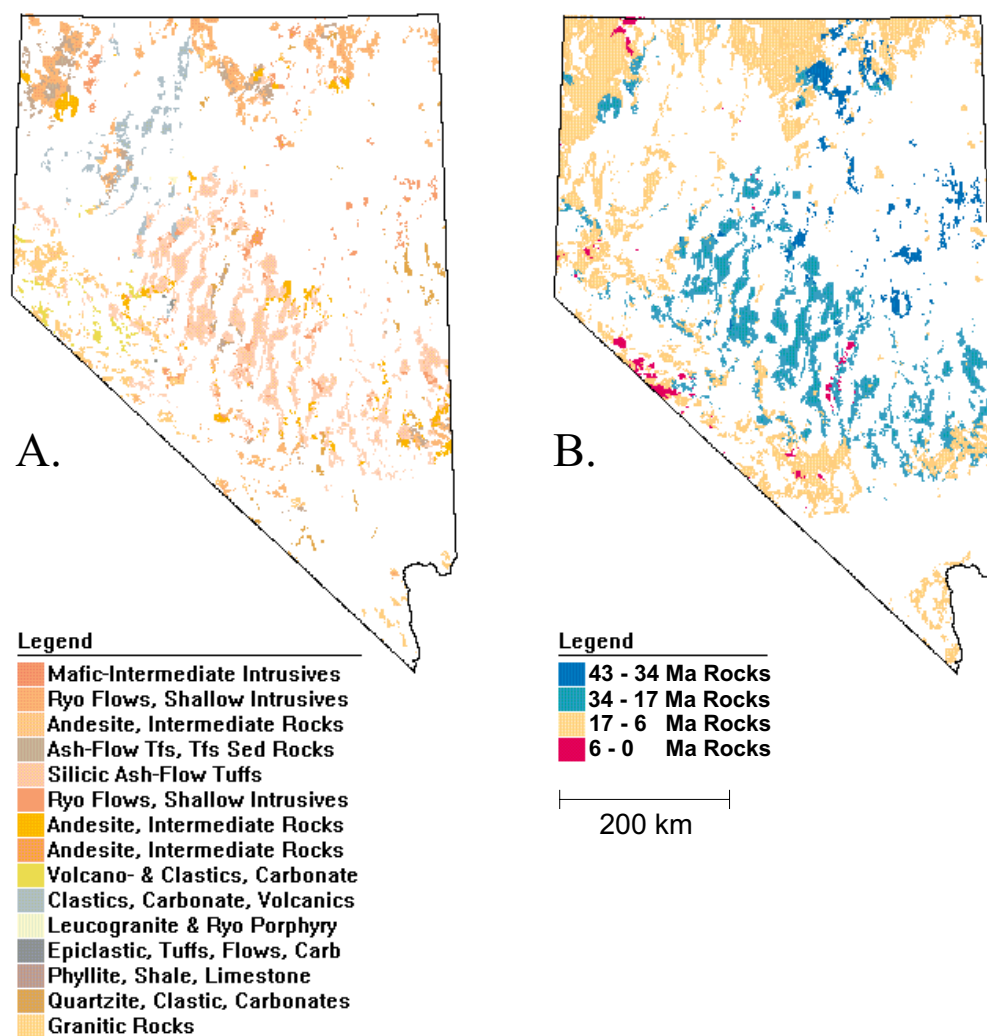 A.
B.
Legend
Mafic-Intermediate Intrusives
Ryo Flows, Shallow Intrusives
Andesite, Intermediate Rocks
Ash-Flow Tfs, Tfs Sed Rocks
Silicic Ash-Flow Tuffs
Ryo Flows, Shallow Intrusives
Andesite, Intermediate Rocks
Andesite, Intermediate Rocks
Volcano- & Clastics, Carbonate
Clastics, Carbonate, Volcanics
Leucogranite & Ryo Porphyry
Epiclastic, Tuffs, Flows, Carb
Phyllite, Shale, Limestone
Quartzite, Clastic, Carbonates
Granitic Rocks
Legend
43 - 34 Ma Rocks
34 - 17 Ma Rocks
17 - 6 Ma Rocks
6 - 0 Ma Rocks
200 km